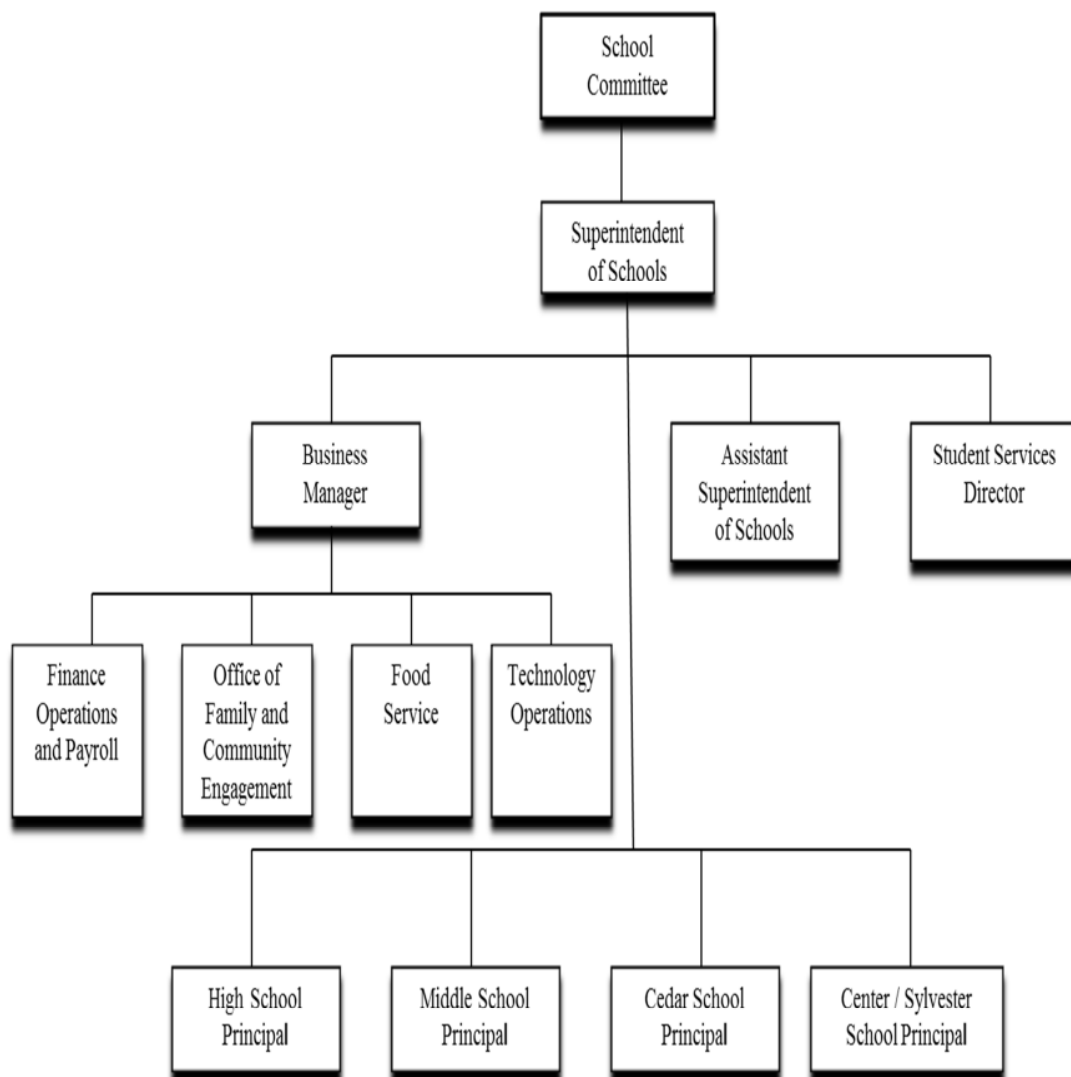 School
Committee
Superintendent
of Schools
Business
Manager
Assistant
Superintendent
of Schools
Student Services
Director
Finance
Operations
and Payroll
Office of
Family and
Community
Engagement
Food
Service
Technology
Operations
High School
Principal
Middle School
Principal
Cedar School
Principal
Center / Sylvester
School Principal